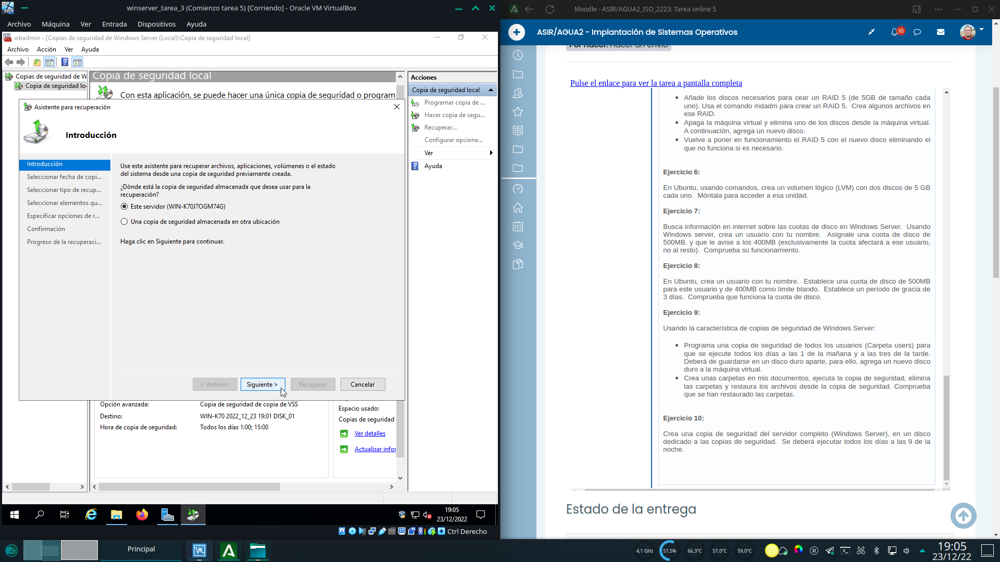 winserver_tarea_3 (Comienzo tarea 5) [Corriendo] - Oracle VM VirtualBox
Archivo Máquina Ver Entrada Dispositivos Ayuda
wbadmin - [Copias de seguridad de Windows Server (Local)\Copia de seguridad local]
Archivo Acción Ver Ayuda
Copias de seguridad de W
Copia de seguridad lo
Copia de seguridad local
Con esta aplicación, se puede hacer una única copia de seguridad o program
Asistente para recuperación
Introducción
Introducción
Seleccionar fecha de copi...
Seleccionar tipo de recup...
Seleccionar elementos qu...
Especificar opciones de r...
Confirmación
Progreso de la recuperaci...
Use este asistente para recuperar archivos, aplicaciones, volúmenes o el estado
del sistema desde una copia de seguridad previamente creada.
¿Dónde está la copia de seguridad almacenada que desea usar para la
recuperación?
Este servidor (WIN-K70J7OGM74G)
Una copia de seguridad almacenada en otra ubicación
Haga clic en Siguiente para continuar.
< Anterior
Siguiente >
Recuperar
Cancelar
Opción avanzada: Copia de seguridad de copia de VSS
Destino: WIN-K70 2022_12_23 19:01 DISK_01
Hora de copia de seguridad: Todos los días 1:00; 15:00
Espacio usado:
Copias de seguridad
Ver detalles
Actualizar infor
Acciones
Copia de seguridad local
Programar copia de ...
Hacer copia de segu...
Recuperar...
Configurar opcione...
Ver
Ayuda
19:05
23/12/2022
Ctrl Derecho
Moodle - ASIR/AGUA2_ISO_2223: Tarea online 5
ASIR/AGUA2 - Implantación de Sistemas Operativos
16
Por hacer: Hacer un envío
Pulse el enlace para ver la tarea a pantalla completa
Añade los discos necesarios para cear un RAID 5 (de 5GB de tamaño cada
uno). Usa el comando mdadm para crear un RAID 5. Crea algunos archivos en
ese RAID.
Apaga la máquina virtual y elimina uno de los discos desde la máquina virtual.
A continuación, agrega un nuevo disco.
Vuelve a poner en funcionamiento el RAID 5 con el nuevo disco eliminando el
que no funciona si es necesario.
Ejercicio 6:
En Ubuntu, usando comandos, crea un volumen lógico (LVM) con dos discos de 5 GB
cada uno. Móntala para acceder a esa unidad.
Ejercicio 7:
Busca información en internet sobre las cuotas de disco en Windows Server. Usando
Windows server, crea un usuario con tu nombre. Asígnale una cuota de disco de
500MB, y que le avise a los 400MB (exclusivamente la cuota afectará a ese usuario,
no al resto). Comprueba su funcionamiento.
Ejercicio 8:
En Ubuntu, crea un usuario con tu nombre. Establece una cuota de disco de 500MB
para este usuario y de 400MB como límite blando. Establece un período de gracia de
3 días. Comprueba que funciona la cuota de disco.
Ejercicio 9:
Usando la característica de copias de seguridad de Windows Server:
Programa una copia de seguridad de todos los usuarios (Carpeta users) para
que se ejecute todos los días a las 1 de la mañana y a las tres de la tarde.
Deberá de guardarse en un disco duro aparte, para ello, agrega un nuevo disco
duro a la máquina virtual.
Crea unas carpetas en mis documentos, ejecuta la copia de seguridad, elimina
las carpetas y restaura los archivos desde la copia de seguridad. Comprueba
que se han restaurado las carpetas.
Ejercicio 10:
Crea una copia de seguridad del servidor completo (Windows Server), en un disco
dedicado a las copias de seguridad. Se deberá ejecutar todos los días a las 9 de la
noche.
Estado de la entrega
Principal
4,1 GHz
57,5%
66,3°C
57,0°C
59,0°C
19:05
23/12/22